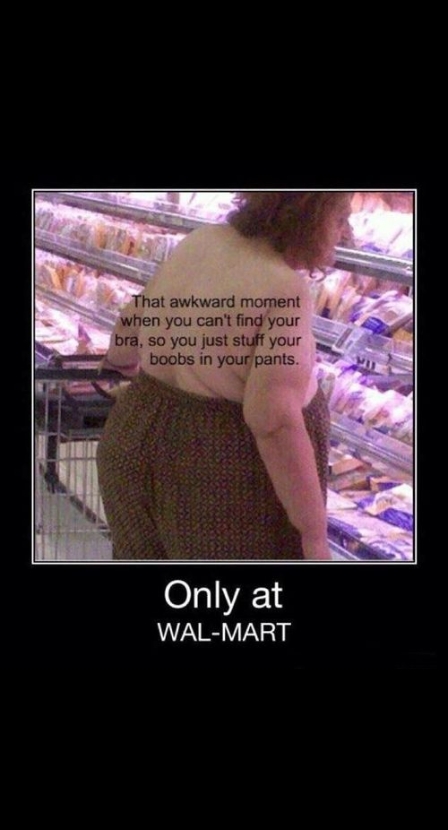 That awkward moment
when you can't find your
bra, so you just stuff your
boobs in your pants.
Only at
WAL-MART